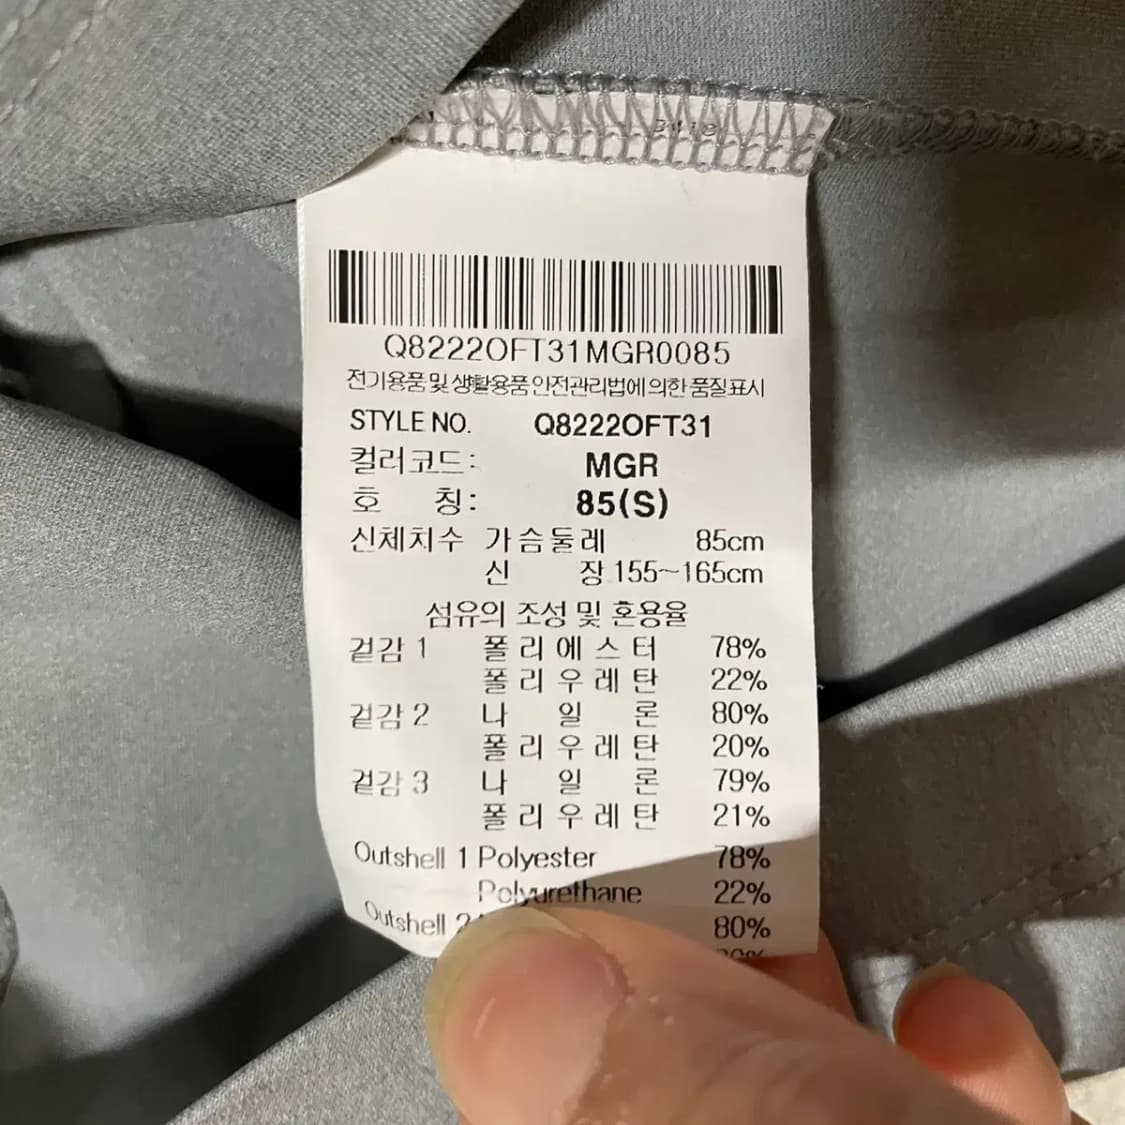 Q8222OFT31MGR0085
전기용품 및 생활용품 안전관리법에 의한 품질표시
STYLE NO. Q8222OFT31
컬러코드: MGR
호 칭: 85(S)
신체치수 가슴둘레 85cm
신 장 155~165cm
섬유의 조성 및 혼용율
겉감 1 폴리에스터 78%
폴리우레탄 22%
겉감 2 나일론 80%
폴리우레탄 20%
겉감 3 나일론 79%
폴리우레탄 21%
Outshell 1 Polyester 78%
Polyurethane 22%
Outshell 2 80%